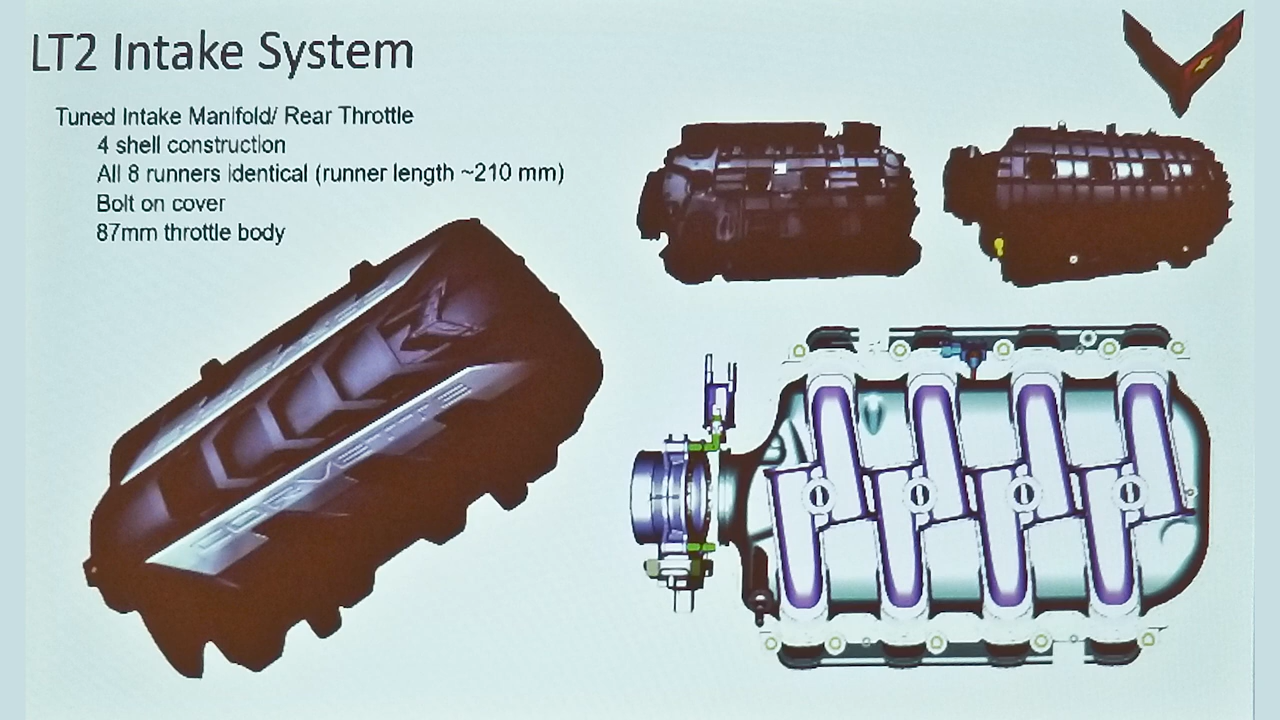 LT2 Intake System
Tuned Intake Manifold/ Rear Throttle
4 shell construction
All 8 runners identical (runner length ~210 mm)
Bolt on cover
87mm throttle body
CORVETTE